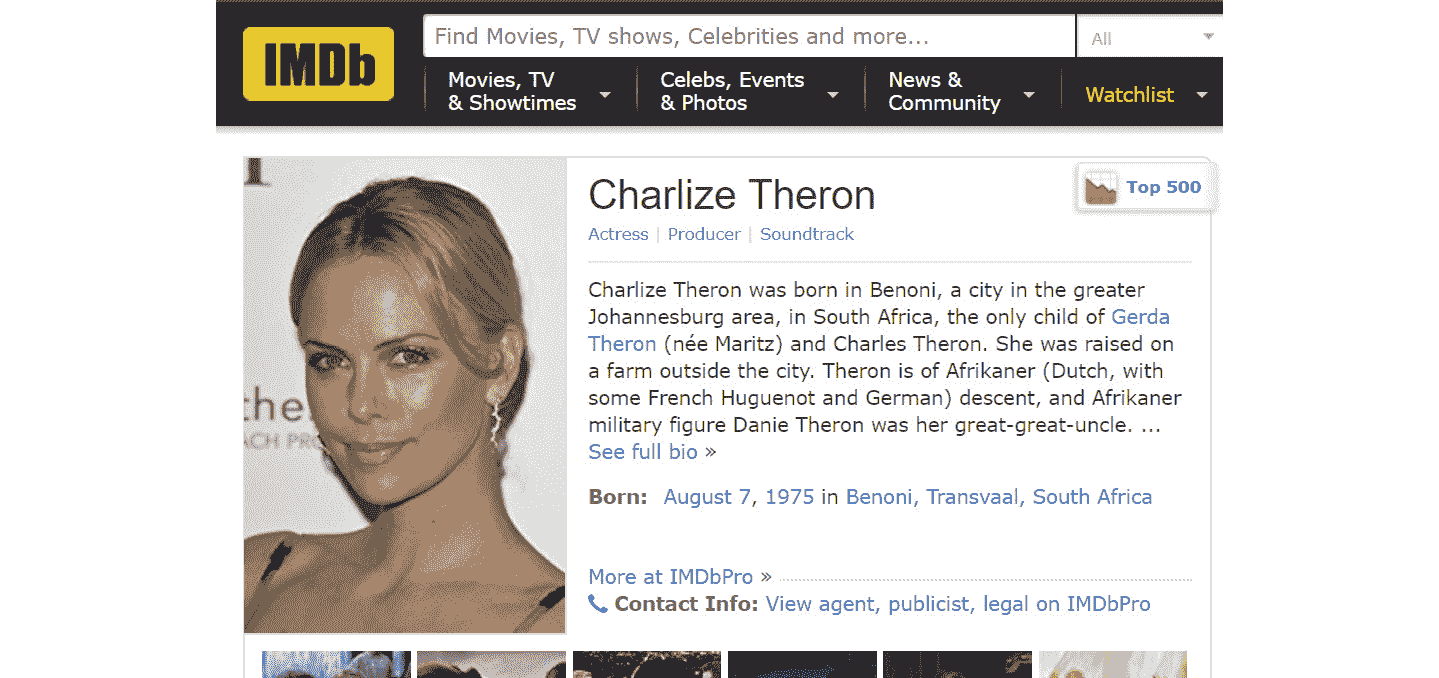 IMDb
Find Movies, TV shows, Celebrities and more...
All
Movies, TV
& Showtimes
Celebs, Events
& Photos
News &
Community
Watchlist
Charlize Theron
Top 500
Actress | Producer | Soundtrack
Charlize Theron was born in Benoni, a city in the greater
Johannesburg area, in South Africa, the only child of Gerda
Theron (née Maritz) and Charles Theron. She was raised on
a farm outside the city. Theron is of Afrikaner (Dutch, with
some French Huguenot and German) descent, and Afrikaner
military figure Danie Theron was her great-great-uncle. ...
See full bio »
Born: August 7, 1975 in Benoni, Transvaal, South Africa
More at IMDbPro »
Contact Info: View agent, publicist, legal on IMDbPro